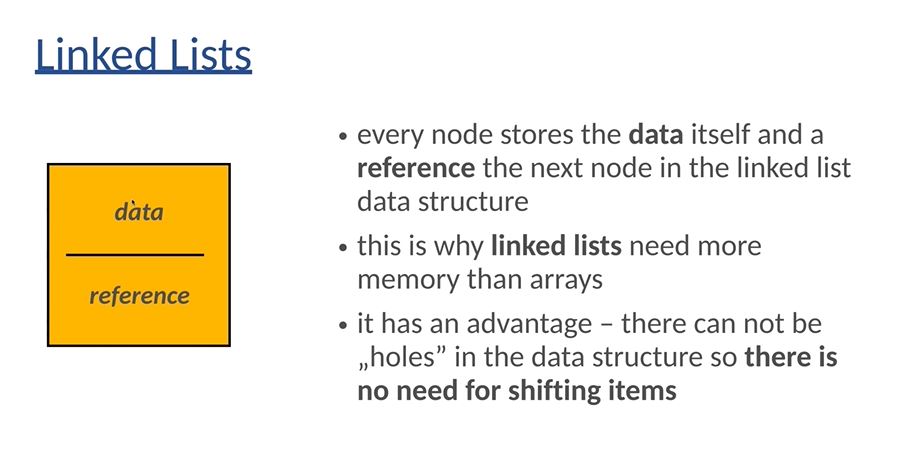 Linked Lists
data
reference
• every node stores the data itself and a
reference the next node in the linked list
data structure
• this is why linked lists need more
memory than arrays
• it has an advantage – there can not be
„holes” in the data structure so there is
no need for shifting items